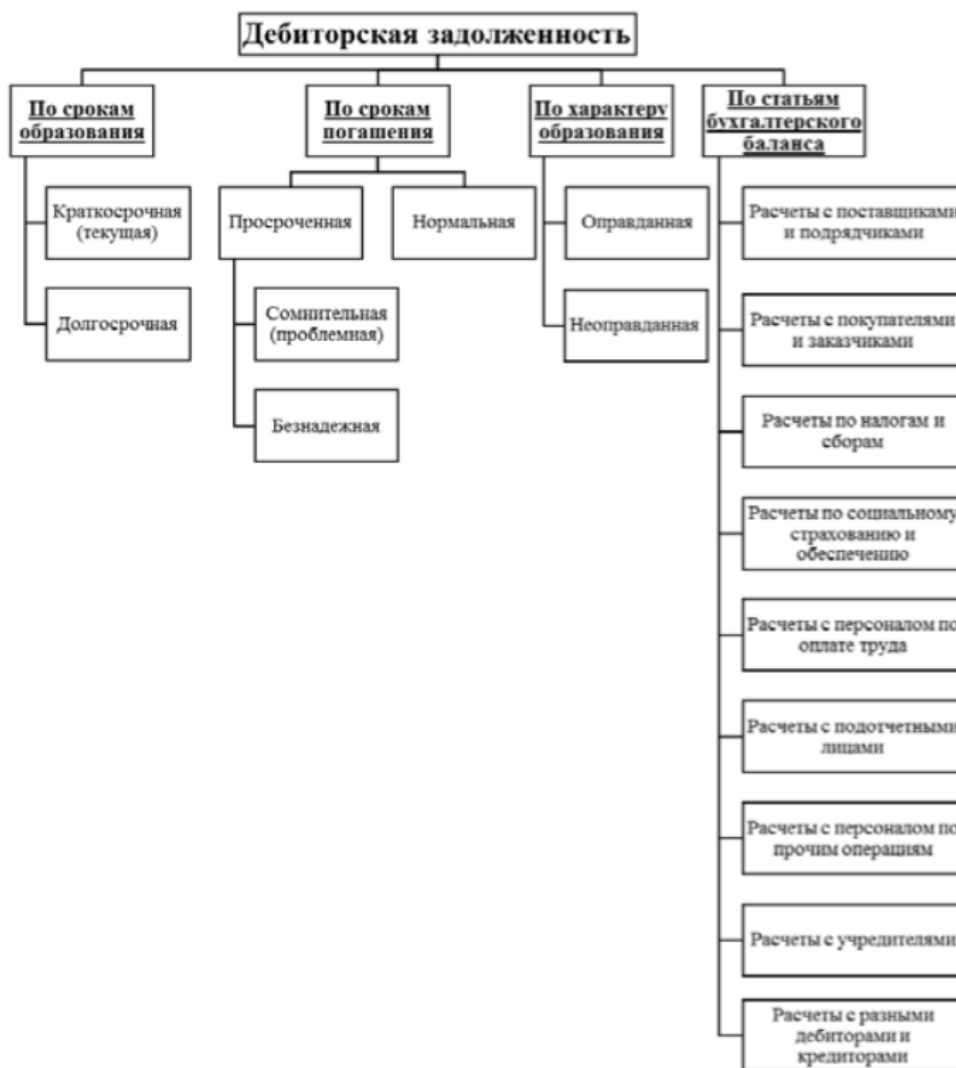 Дебиторская задолженность
По срокам
образования
По срокам
погашения
По характеру
образования
По статьям
бухгалтерского
баланса
Краткосрочная
(текущая)
Долгосрочная
Просроченная
Нормальная
Сомнительная
(проблемная)
Безнадежная
Оправданная
Неоправданная
Расчеты с поставщиками
и подрядчиками
Расчеты с покупателями
и заказчиками
Расчеты по налогам и
сборам
Расчеты по социальному
страхованию и
обеспечению
Расчеты с персоналом по
оплате труда
Расчеты с подотчетными
лицами
Расчеты с персоналом по
прочим операциям
Расчеты с учредителями
Расчеты с разными
дебиторами и
кредиторами